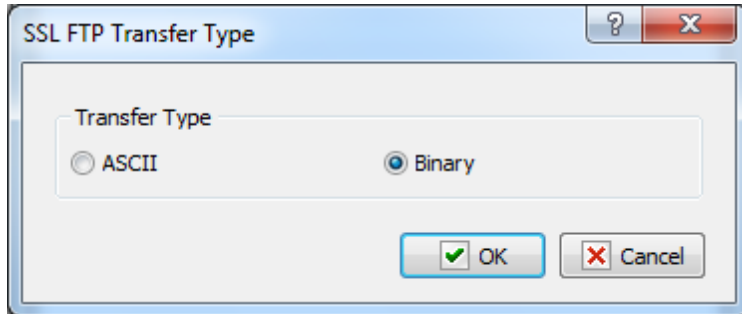 SSL FTP Transfer Type
?
Transfer Type
ASCII
Binary
OK
Cancel